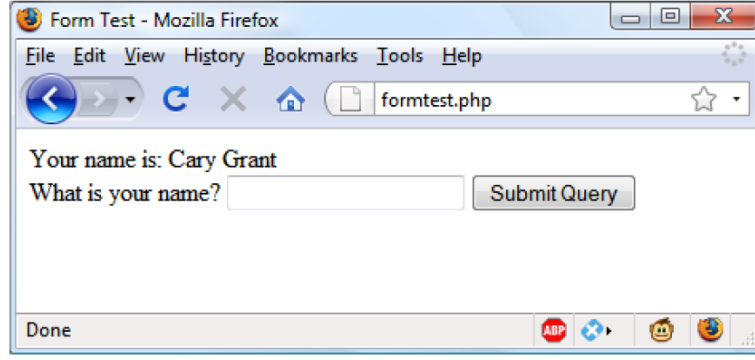 Form Test - Mozilla Firefox
File Edit View History Bookmarks Tools Help
formtest.php
Your name is: Cary Grant
What is your name? Submit Query
Done ABP